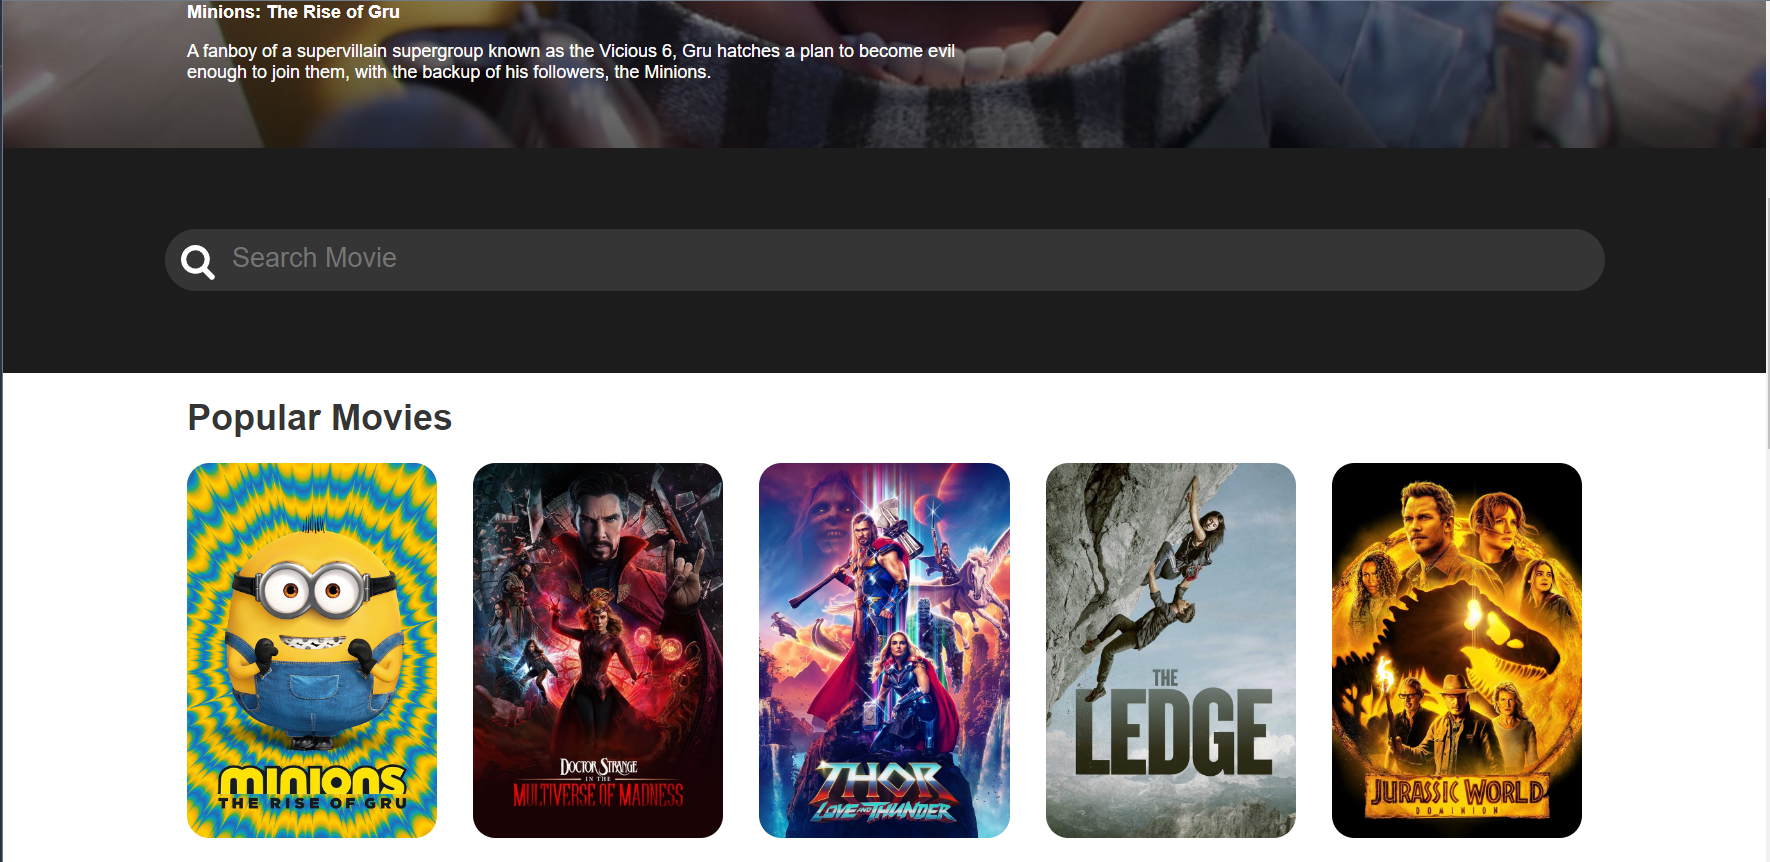 Minions: The Rise of Gru
A fanboy of a supervillain supergroup known as the Vicious 6, Gru hatches a plan to become evil
enough to join them, with the backup of his followers, the Minions.
Search Movie
Popular Movies
minions
THE RISE OF GRU
DOCTOR STRANGE
IN THE
MULTIVERSE OF MADNESS
THOR
LOVE AND THUNDER
THE
LEDGE
JURASSIC WORLD
DOMINION